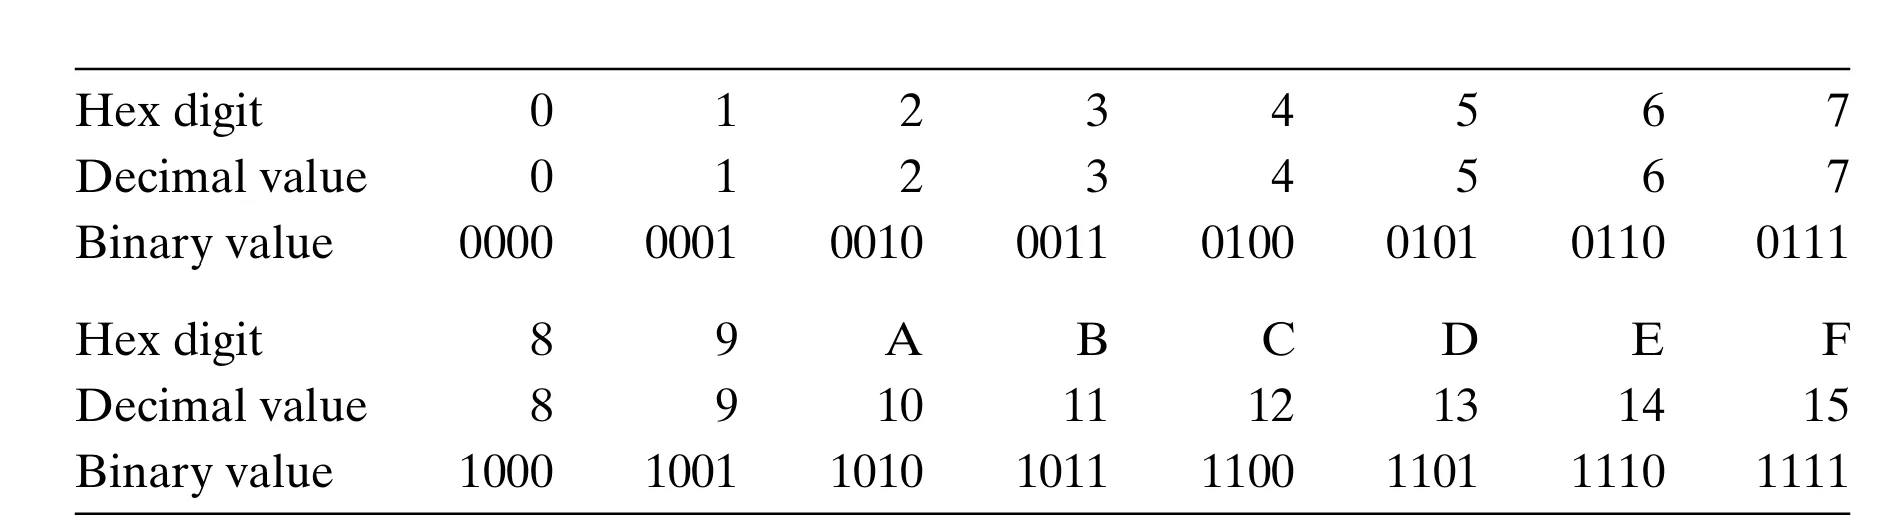 Hex digit 0 1 2 3 4 5 6 7
Decimal value 0 1 2 3 4 5 6 7
Binary value 0000 0001 0010 0011 0100 0101 0110 0111
Hex digit 8 9 A B C D E F
Decimal value 8 9 10 11 12 13 14 15
Binary value 1000 1001 1010 1011 1100 1101 1110 1111